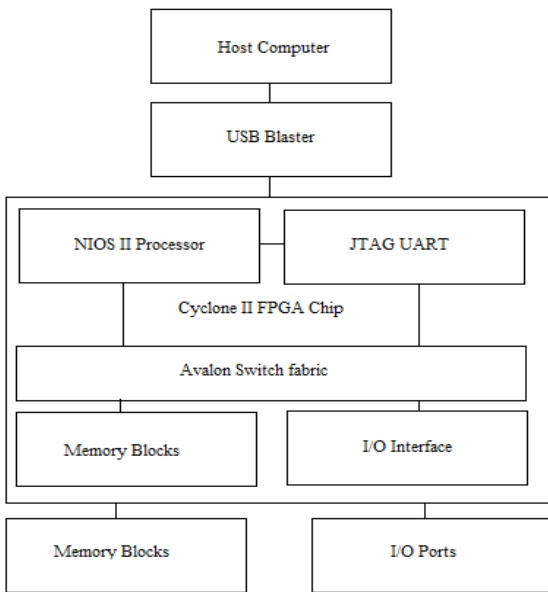 Host Computer
USB Blaster
NIOS II Processor
JTAG UART
Cyclone II FPGA Chip
Avalon Switch fabric
Memory Blocks
I/O Interface
Memory Blocks
I/O Ports